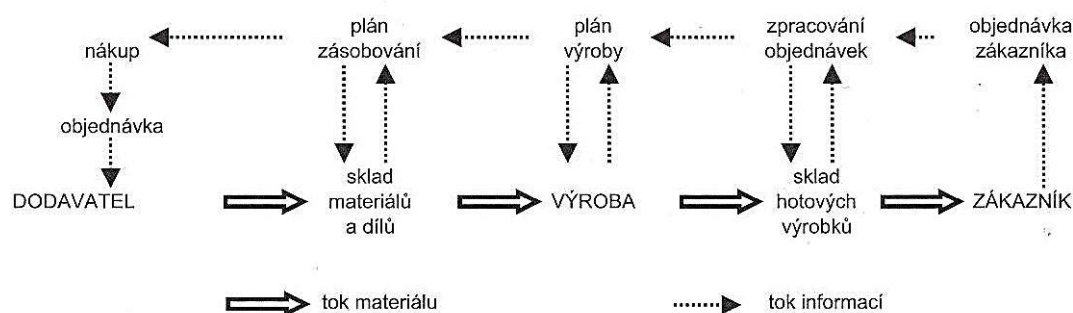 nákup
plán
zásobování
plán
výroby
zpracování
objednávek
objednávka
zákazníka
objednávka
DODAVATEL
sklad
materiálů
a dílů
VÝROBA
sklad
hotových
výrobků
ZÁKAZNÍK
tok materiálu
tok informací